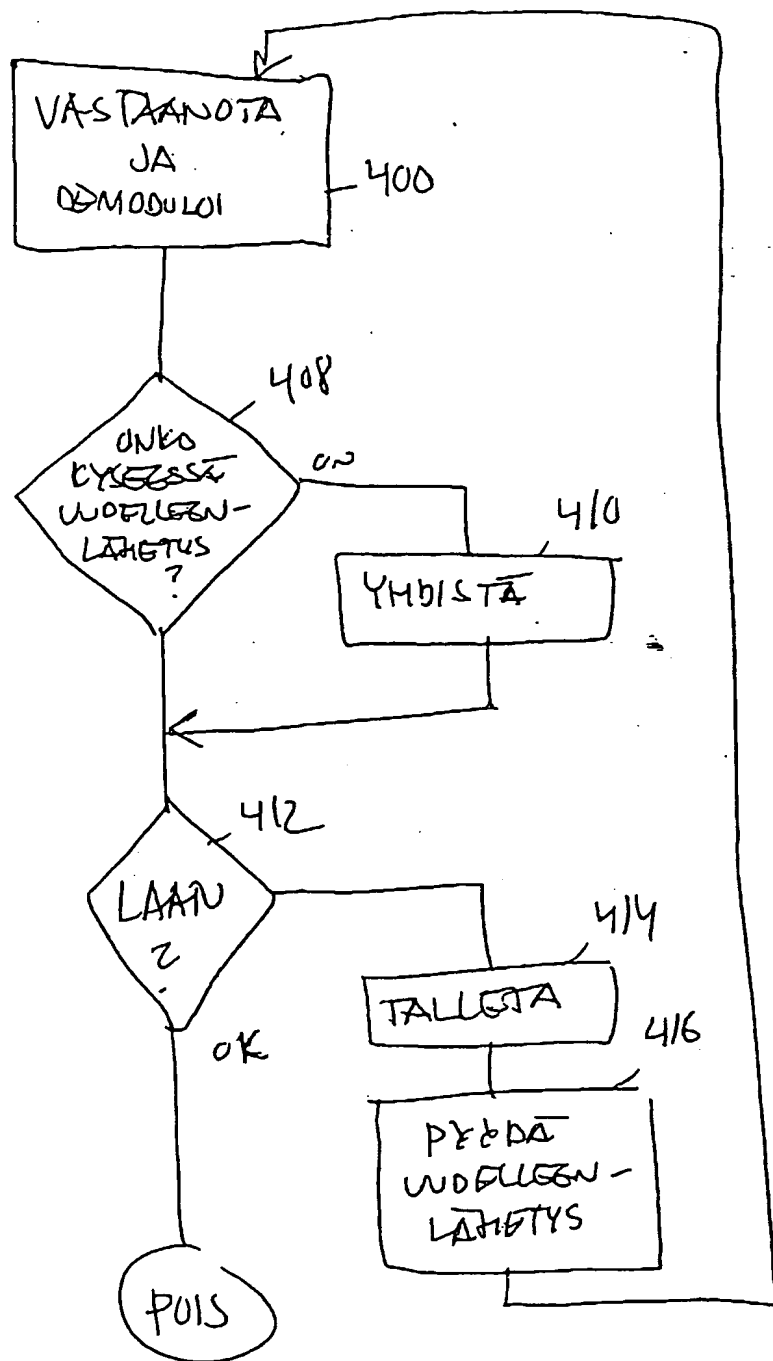 VASTAANOTA
JA
DEMODULOI
400
408
ONKO
KYSEESSÄ
UUDELLEEN-
LÄHETYS
?
ON
410
YHDISTÄ
412
LAATU
?
OK
414
TALLETA
416
PYYDÄ
UUDELLEEN-
LÄHETYS
POIS